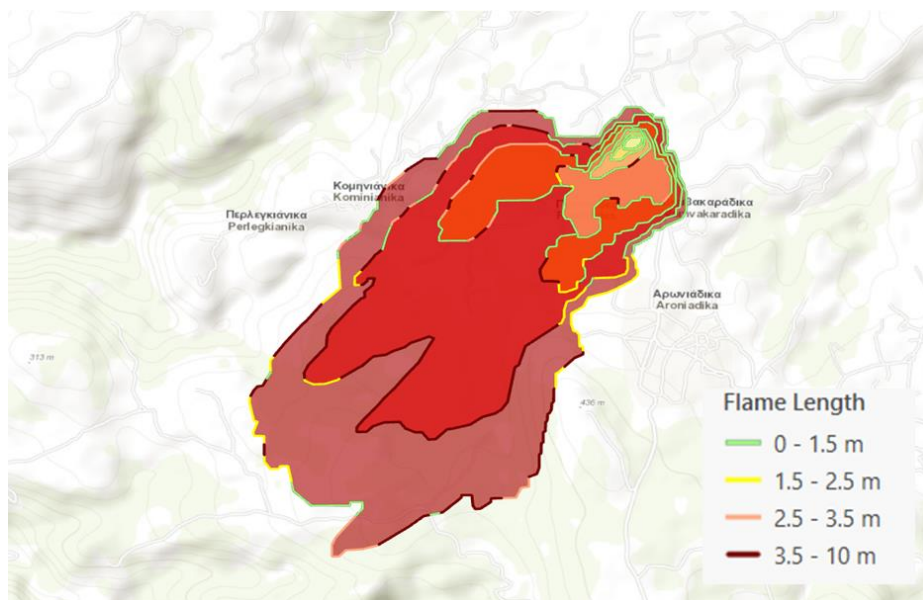 Κομηνιάνικα
Kominianika
Περλεγκιάνικα
Perlegkianika
βακαράδικα
nvakaradika
Αρωνιάδικα
Aroniadika
313 m
436 m
Flame Length
0 - 1.5 m
1.5 - 2.5 m
2.5 - 3.5 m
3.5 - 10 m